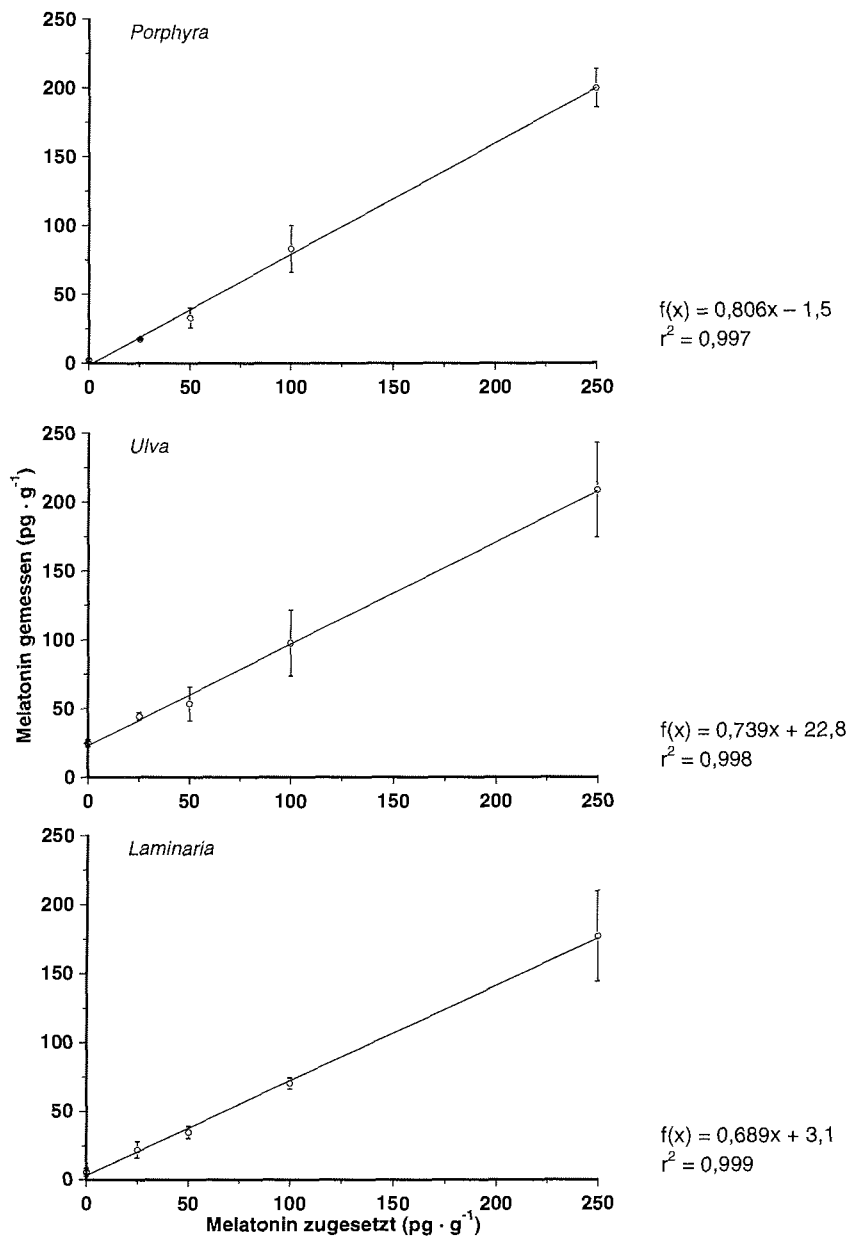 Porphyra
250
200
150
100
50
0
0 50 100 150 200 250
f(x) = 0,806x – 1,5
r² = 0,997
Melatonin gemessen (pg · g⁻¹)
Ulva
250
200
150
100
50
0
0 50 100 150 200 250
f(x) = 0,739x + 22,8
r² = 0,998
Laminaria
250
200
150
100
50
0
0 50 100 150 200 250
f(x) = 0,689x + 3,1
r² = 0,999
Melatonin zugesetzt (pg · g⁻¹)